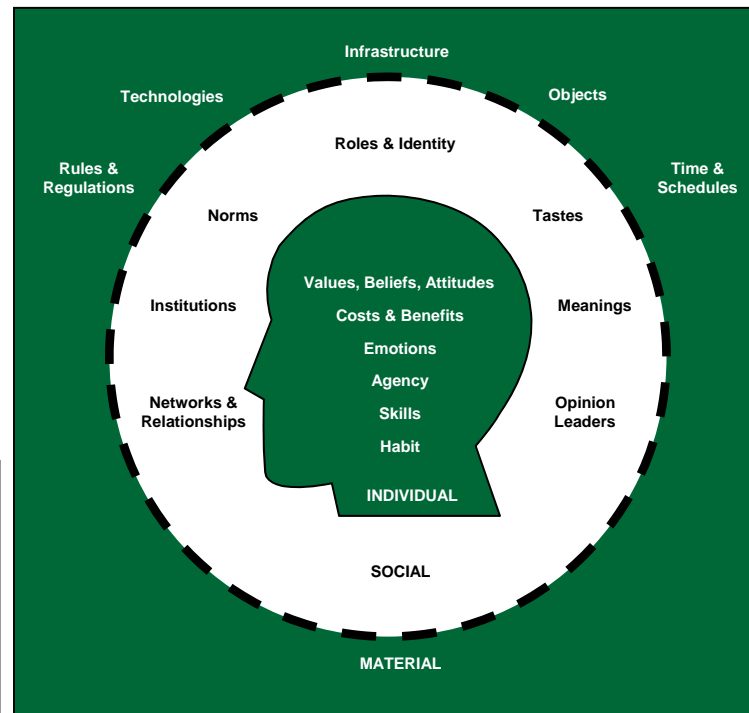 Infrastructure
Technologies
Objects
Rules &
Regulations
Time &
Schedules
Roles & Identity
Norms
Tastes
Institutions
Meanings
Networks &
Relationships
Opinion
Leaders
Values, Beliefs, Attitudes
Costs & Benefits
Emotions
Agency
Skills
Habit
INDIVIDUAL
SOCIAL
MATERIAL